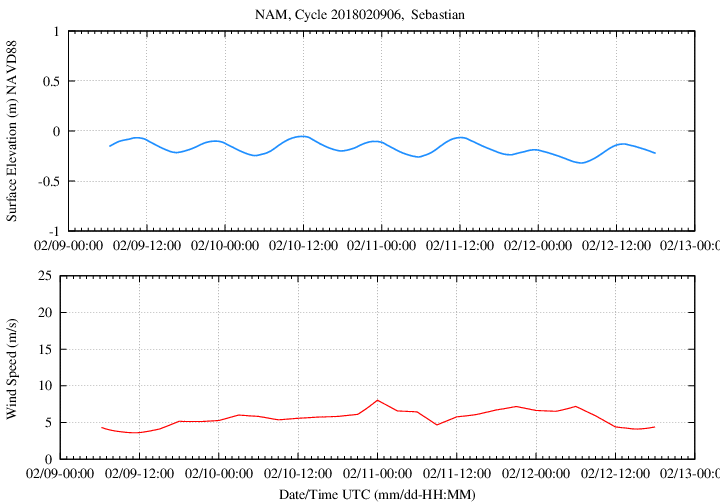 NAM, Cycle 2018020906,  Sebastian
Surface Elevation (m) NAVD88
1
0.5
0
-0.5
-1
02/09-00:00 02/09-12:00 02/10-00:00 02/10-12:00 02/11-00:00 02/11-12:00 02/12-00:00 02/12-12:00 02/13-00:0
Wind Speed (m/s)
25
20
15
10
5
0
02/09-00:00 02/09-12:00 02/10-00:00 02/10-12:00 02/11-00:00 02/11-12:00 02/12-00:00 02/12-12:00 02/13-00:0
Date/Time UTC (mm/dd-HH:MM)